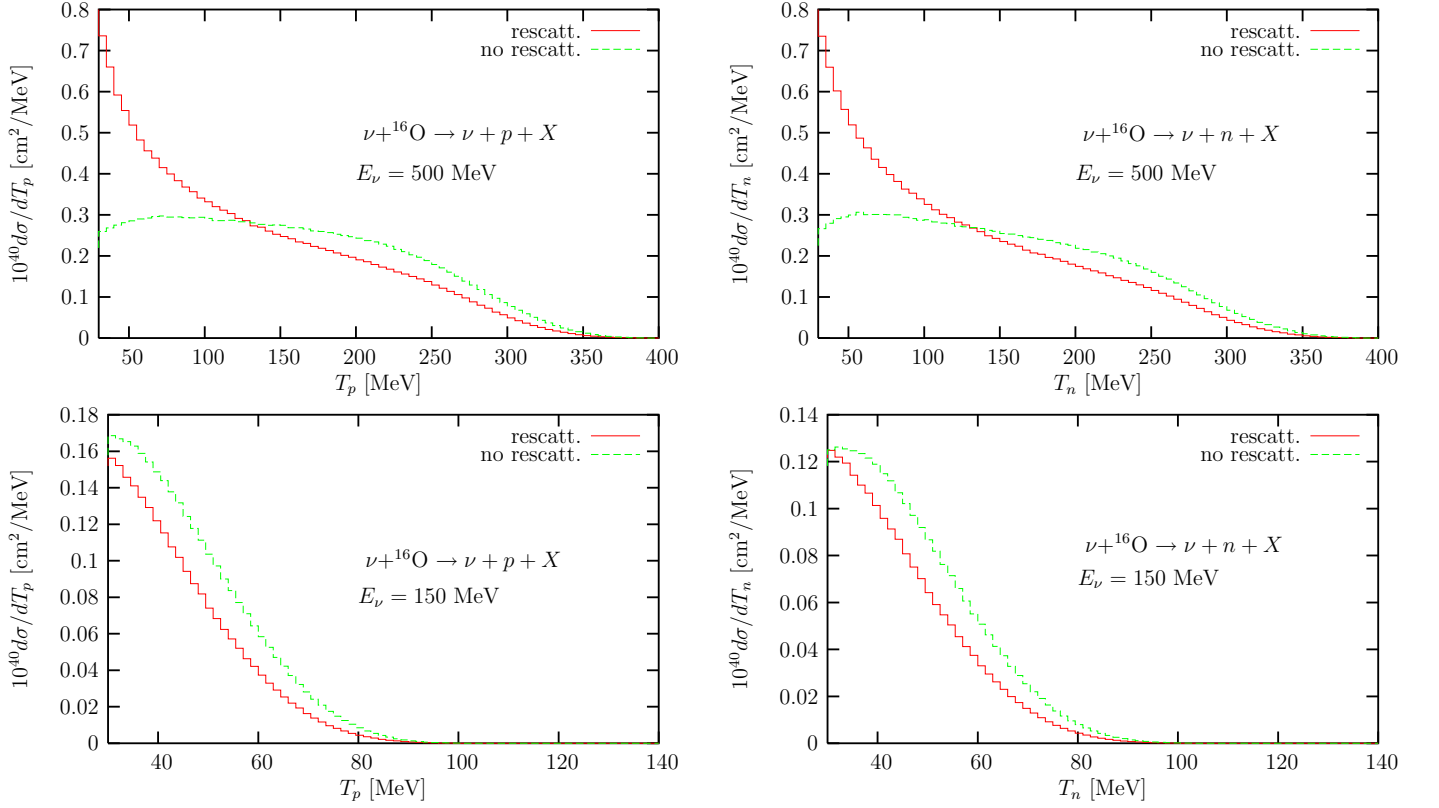 0.8
0.7
0.6
0.5
0.4
0.3
0.2
0.1
0
10⁴⁰dσ/dT_p [cm²/MeV]
rescatt.
no rescatt.
ν+¹⁶O → ν + p + X
E_ν = 500 MeV
50 100 150 200 250 300 350 400
T_p [MeV]
0.8
0.7
0.6
0.5
0.4
0.3
0.2
0.1
0
10⁴⁰dσ/dT_n [cm²/MeV]
rescatt.
no rescatt.
ν+¹⁶O → ν + n + X
E_ν = 500 MeV
50 100 150 200 250 300 350 400
T_n [MeV]
0.18
0.16
0.14
0.12
0.1
0.08
0.06
0.04
0.02
0
10⁴⁰dσ/dT_p [cm²/MeV]
rescatt.
no rescatt.
ν+¹⁶O → ν + p + X
E_ν = 150 MeV
40 60 80 100 120 140
T_p [MeV]
0.14
0.12
0.1
0.08
0.06
0.04
0.02
0
10⁴⁰dσ/dT_n [cm²/MeV]
rescatt.
no rescatt.
ν+¹⁶O → ν + n + X
E_ν = 150 MeV
40 60 80 100 120 140
T_n [MeV]